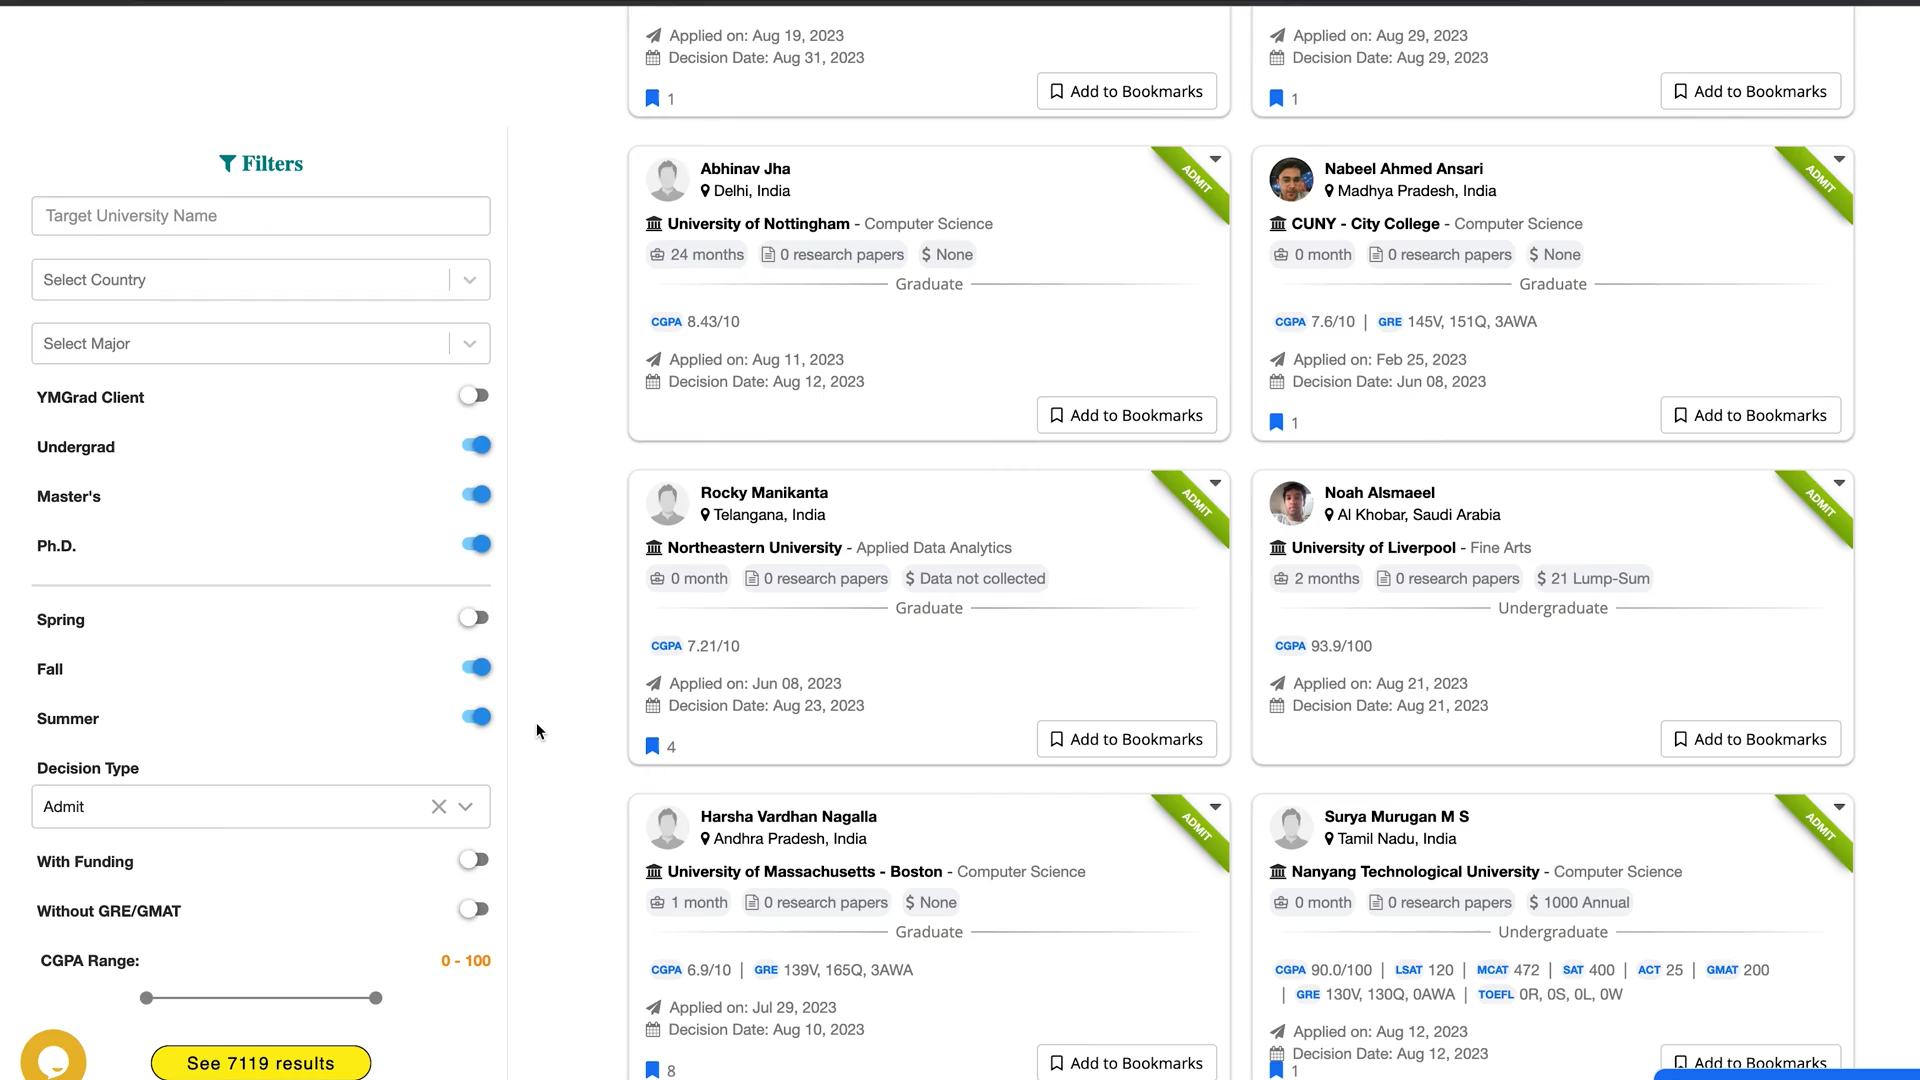 Applied on: Aug 19, 2023
Decision Date: Aug 31, 2023
1
Add to Bookmarks
Applied on: Aug 29, 2023
Decision Date: Aug 29, 2023
1
Add to Bookmarks
Filters
Target University Name
Select Country
Select Major
YMGrad Client
Undergrad
Master's
Ph.D.
Spring
Fall
Summer
Decision Type
Admit
With Funding
Without GRE/GMAT
CGPA Range:
0 - 100
See 7119 results
ADMIT
Abhinav Jha
Delhi, India
University of Nottingham - Computer Science
24 months
0 research papers
$ None
Graduate
CGPA 8.43/10
Applied on: Aug 11, 2023
Decision Date: Aug 12, 2023
Add to Bookmarks
ADMIT
Nabeel Ahmed Ansari
Madhya Pradesh, India
CUNY - City College - Computer Science
0 month
0 research papers
$ None
Graduate
CGPA 7.6/10 | GRE 145V, 151Q, 3AWA
Applied on: Feb 25, 2023
Decision Date: Jun 08, 2023
1
Add to Bookmarks
ADMIT
Rocky Manikanta
Telangana, India
Northeastern University - Applied Data Analytics
0 month
0 research papers
$ Data not collected
Graduate
CGPA 7.21/10
Applied on: Jun 08, 2023
Decision Date: Aug 23, 2023
4
Add to Bookmarks
ADMIT
Noah Alsmaeel
Al Khobar, Saudi Arabia
University of Liverpool - Fine Arts
2 months
0 research papers
$ 21 Lump-Sum
Undergraduate
CGPA 93.9/100
Applied on: Aug 21, 2023
Decision Date: Aug 21, 2023
Add to Bookmarks
ADMIT
Harsha Vardhan Nagalla
Andhra Pradesh, India
University of Massachusetts - Boston - Computer Science
1 month
0 research papers
$ None
Graduate
CGPA 6.9/10 | GRE 139V, 165Q, 3AWA
Applied on: Jul 29, 2023
Decision Date: Aug 10, 2023
8
Add to Bookmarks
ADMIT
Surya Murugan M S
Tamil Nadu, India
Nanyang Technological University - Computer Science
0 month
0 research papers
$ 1000 Annual
Undergraduate
CGPA 90.0/100 | LSAT 120 | MCAT 472 | SAT 400 | ACT 25 | GMAT 200
| GRE 130V, 130Q, 0AWA | TOEFL 0R, 0S, 0L, 0W
Applied on: Aug 12, 2023
Decision Date: Aug 12, 2023
1
Add to Bookmarks